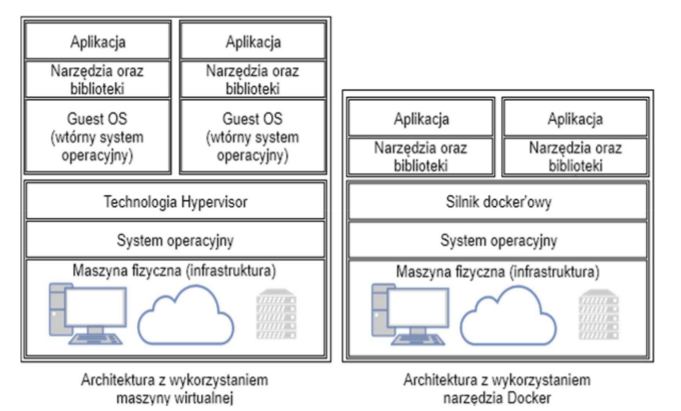 Aplikacja
Narzędzia oraz
biblioteki
Guest OS
(wtórny system
operacyjny)
Aplikacja
Narzędzia oraz
biblioteki
Guest OS
(wtórny system
operacyjny)
Technologia Hypervisor
System operacyjny
Maszyna fizyczna (infrastruktura)
Architektura z wykorzystaniem
maszyny wirtualnej
Aplikacja
Narzędzia oraz
biblioteki
Aplikacja
Narzędzia oraz
biblioteki
Silnik docker'owy
System operacyjny
Maszyna fizyczna (infrastruktura)
Architektura z wykorzystaniem
narzędzia Docker